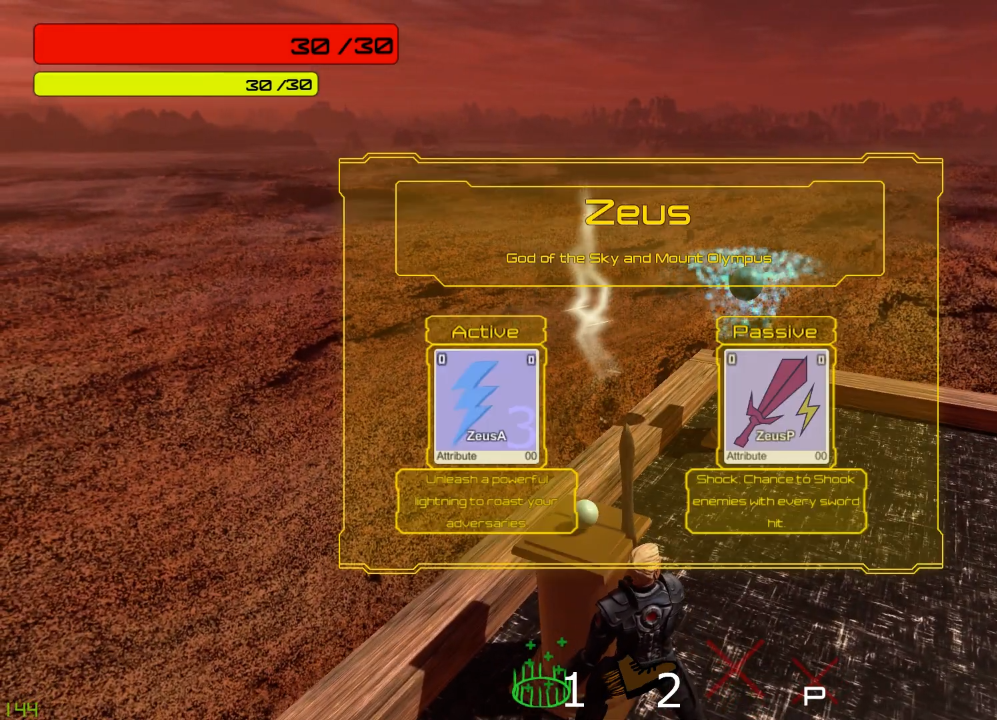 30 /30
30 /30
Zeus
God of the Sky and Mount Olympus
Active
Passive
0 0
0 0
3
ZeusA
ZeusP
Attribute 00
Attribute 00
Unleash a powerful
lightning to roast your
adversaries
Shock: Chance to Shook
enemies with every sword
hit.
1
2
P
144